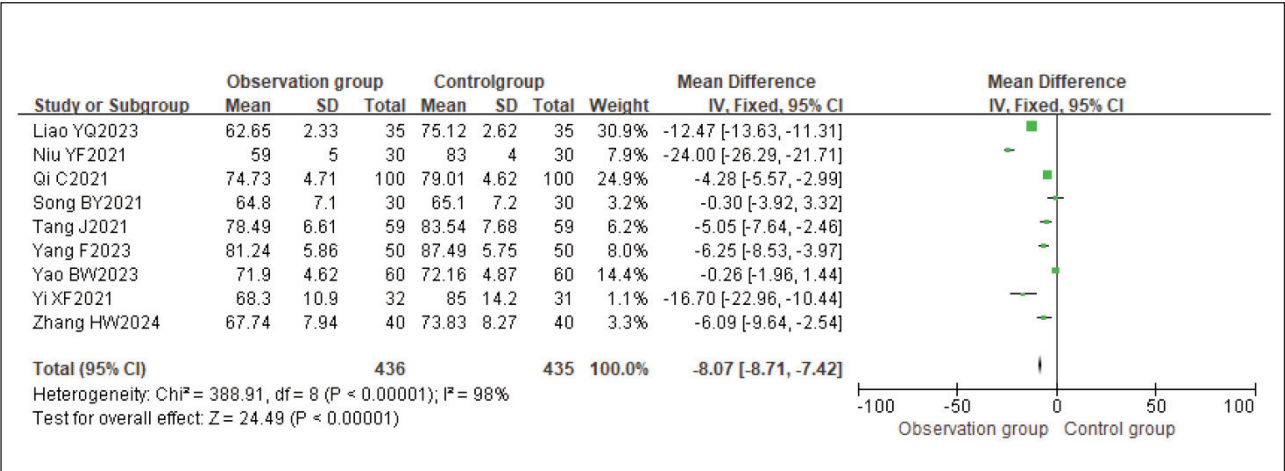 Observation group Controlgroup Mean Difference Mean Difference
Study or Subgroup Mean SD Total Mean SD Total Weight IV, Fixed, 95% CI IV, Fixed, 95% CI
Liao YQ2023 62.65 2.33 35 75.12 2.62 35 30.9% -12.47 [-13.63, -11.31]
Niu YF2021 59 5 30 83 4 30 7.9% -24.00 [-26.29, -21.71]
Qi C2021 74.73 4.71 100 79.01 4.62 100 24.9% -4.28 [-5.57, -2.99]
Song BY2021 64.8 7.1 30 65.1 7.2 30 3.2% -0.30 [-3.92, 3.32]
Tang J2021 78.49 6.61 59 83.54 7.68 59 6.2% -5.05 [-7.64, -2.46]
Yang F2023 81.24 5.86 50 87.49 5.75 50 8.0% -6.25 [-8.53, -3.97]
Yao BW2023 71.9 4.62 60 72.16 4.87 60 14.4% -0.26 [-1.96, 1.44]
Yi XF2021 68.3 10.9 32 85 14.2 31 1.1% -16.70 [-22.96, -10.44]
Zhang HW2024 67.74 7.94 40 73.83 8.27 40 3.3% -6.09 [-9.64, -2.54]
Total (95% CI) 436 435 100.0% -8.07 [-8.71, -7.42]
Heterogeneity: Chi² = 388.91, df = 8 (P < 0.00001); I² = 98%
Test for overall effect: Z = 24.49 (P < 0.00001)
-100 -50 0 50 100
Observation group Control group